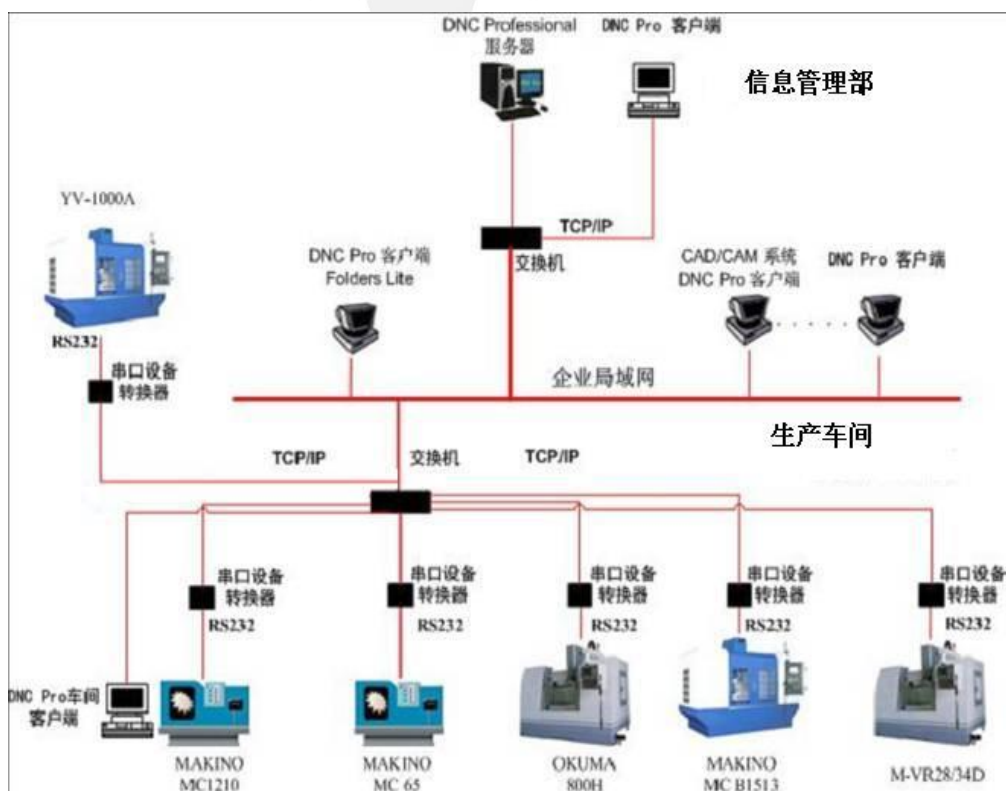 DNC Professional
服务器
DNC Pro 客户端
信息管理部
YV-1000A
TCP/IP
交换机
DNC Pro 客户端
Folders Lite
CAD/CAM 系统
DNC Pro 客户端
DNC Pro 客户端
RS232
串口设备
转换器
企业局域网
生产车间
TCP/IP
交换机
TCP/IP
串口设备
转换器
RS232
串口设备
转换器
RS232
串口设备
转换器
RS232
串口设备
转换器
RS232
串口设备
转换器
RS232
DNC Pro车间
客户端
MAKINO
MC1210
MAKINO
MC 65
OKUMA
800H
MAKINO
MC B1513
M-VR28/34D